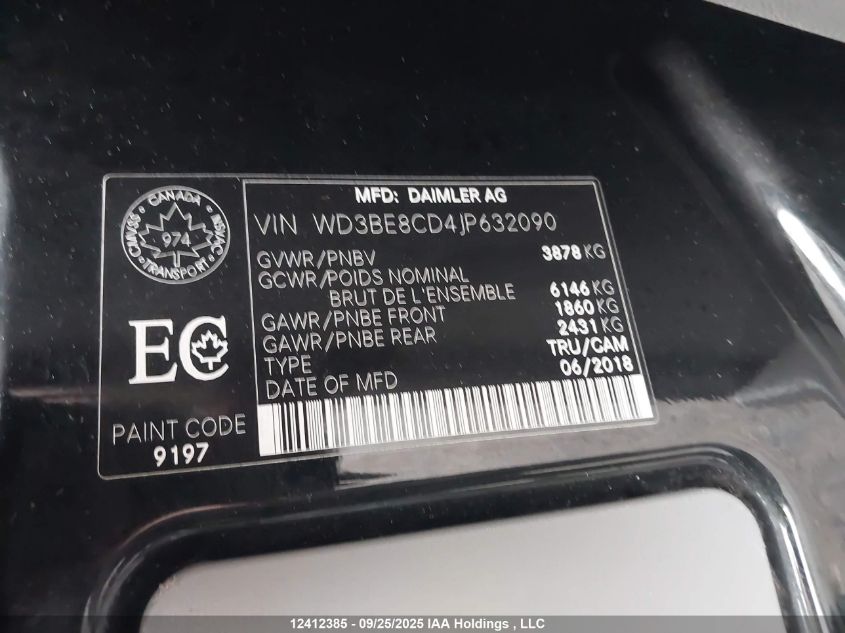 CANADA
CMVSS
974
NSVAC
TRANSPORT
EC
PAINT CODE
9197
MFD: DAIMLER AG
VIN WD3BE8CD4JP632090
GVWR/PNBV 3878 KG
GCWR/POIDS NOMINAL
BRUT DE L'ENSEMBLE 6146 KG
GAWR/PNBE FRONT 1860 KG
GAWR/PNBE REAR 2431 KG
TYPE TRU/CAM
DATE OF MFD 06/2018
12412385 - 09/25/2025 IAA Holdings , LLC